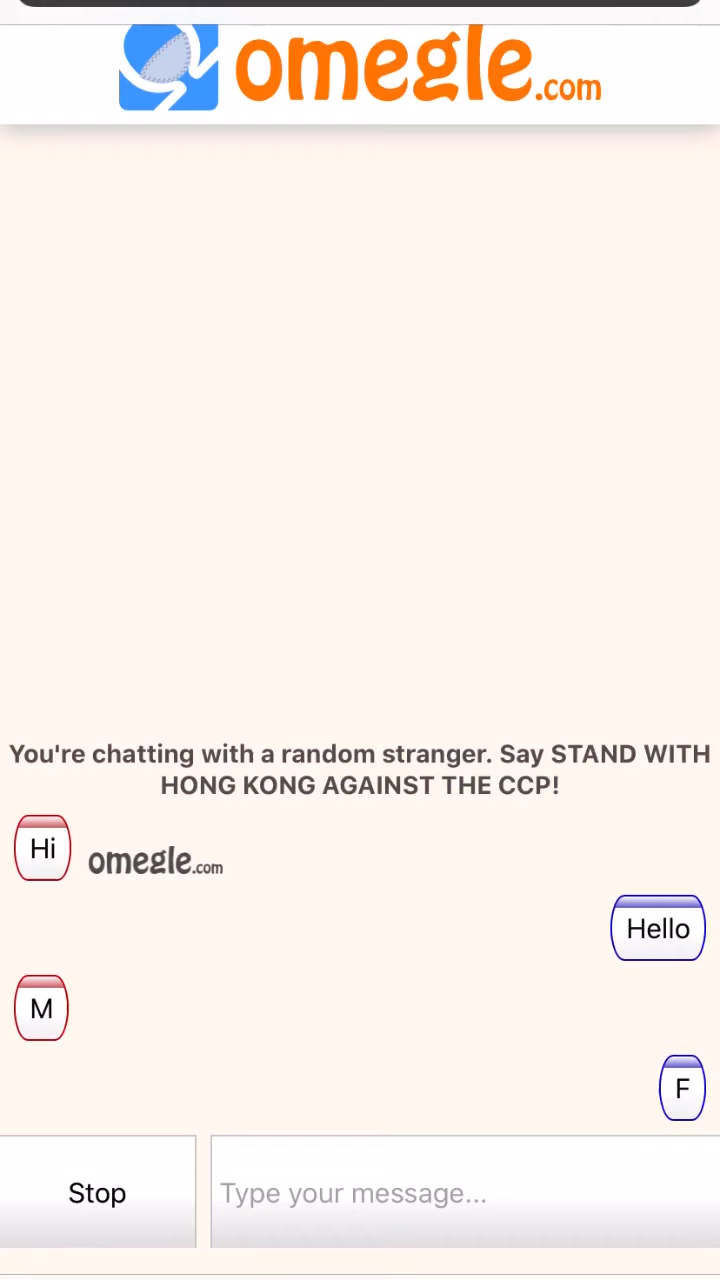 omegle.com
You're chatting with a random stranger. Say STAND WITH
HONG KONG AGAINST THE CCP!
Hi
omegle.com
Hello
M
F
Stop
Type your message...